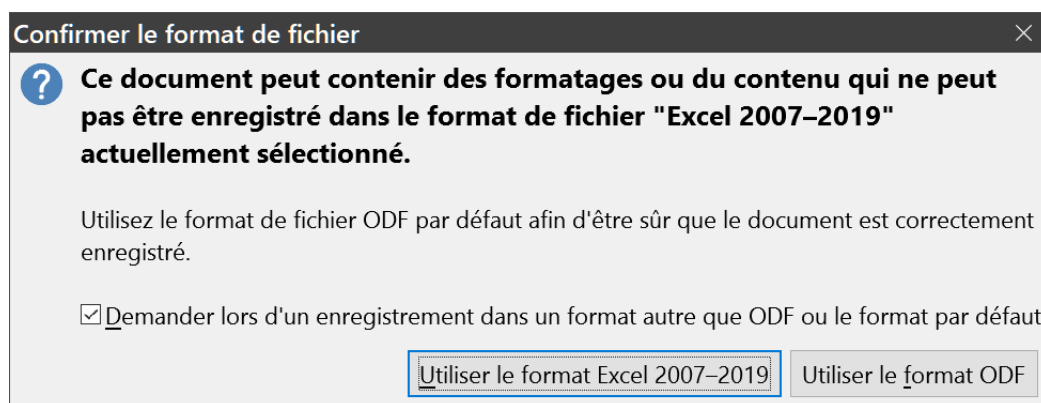 Confirmer le format de fichier
Ce document peut contenir des formatages ou du contenu qui ne peut
pas être enregistré dans le format de fichier "Excel 2007–2019"
actuellement sélectionné.
Utilisez le format de fichier ODF par défaut afin d'être sûr que le document est correctement
enregistré.
Demander lors d'un enregistrement dans un format autre que ODF ou le format par défaut
Utiliser le format Excel 2007–2019 Utiliser le format ODF